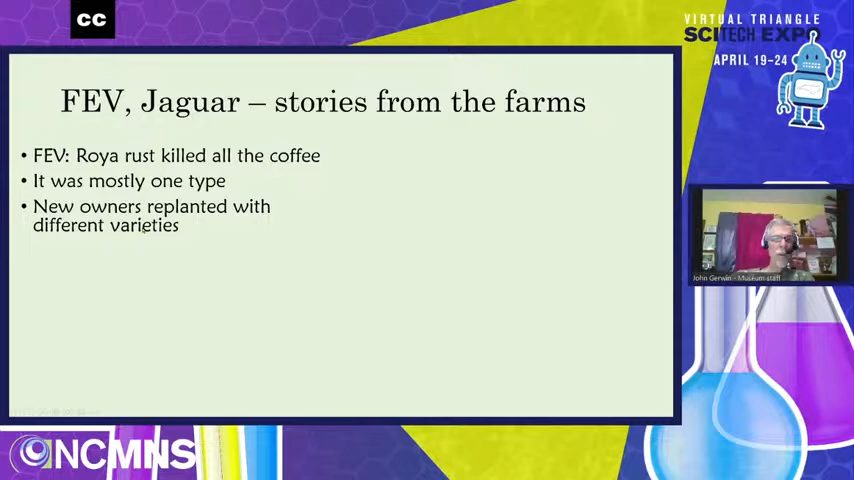 CC
VIRTUAL TRIANGLE
SCITECH EXPO
APRIL 19-24
FEV, Jaguar – stories from the farms
• FEV: Roya rust killed all the coffee
• It was mostly one type
• New owners replanted with
different varieties
John Gerwin - Museum staff
NCMNS